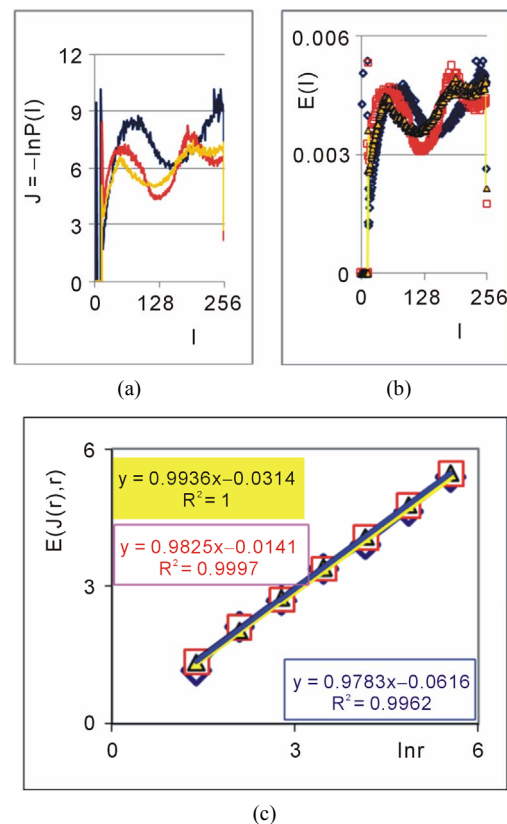 12
9
6
3
0
J = −lnP(I)
0 128 256
I
(a)
0.006
0.003
0
E(I)
0 128 256
I
(b)
6
3
0
E(J(r),r)
y = 0.9936x−0.0314
R² = 1
y = 0.9825x−0.0141
R² = 0.9997
y = 0.9783x−0.0616
R² = 0.9962
0 3 lnr 6
(c)